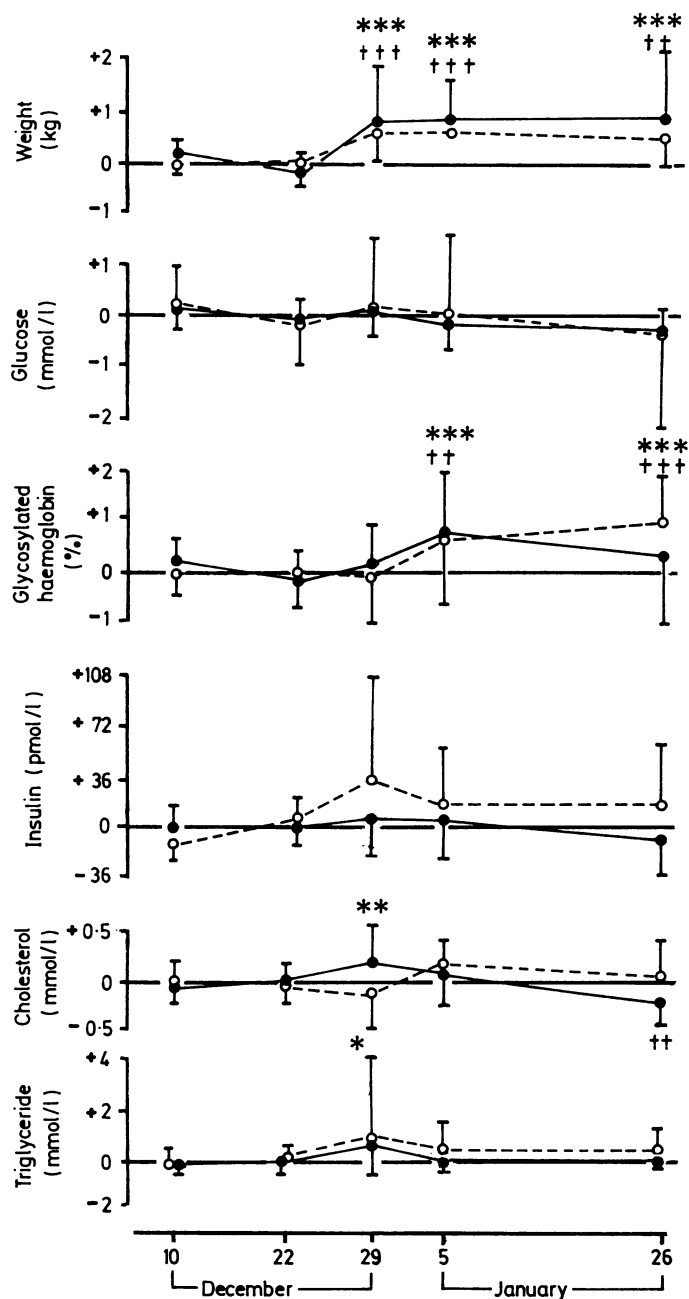 *** *** ***
††† ††† ††
+2
+1
0
−1
Weight
(kg)
+1
0
−1
−2
Glucose
(mmol/l)
*** ***
†† †††
+2
+1
0
−1
Glycosylated
haemoglobin
(%)
+108
+72
+36
0
−36
Insulin (pmol/l)
**
+0·5
0
−0·5
Cholesterol
(mmol/l)
* ††
+4
+2
0
−2
Triglyceride
(mmol/l)
10 22 29 5 26
December January